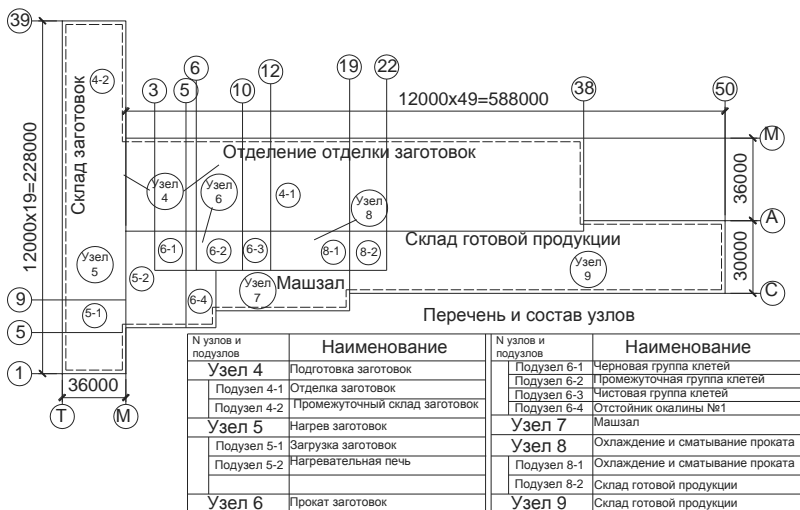 39
6
12
19
22
38
50
3
5
10
12000x49=588000
4-2
Склад заготовок
12000x19=228000
Отделение отделки заготовок
М
36000
А
30000
С
Узел 4
Узел 6
4-1
Узел 8
6-1
6-2
6-3
8-1
8-2
Склад готовой продукции
Узел 5
5-2
Узел 7
Машзал
Узел 9
6-4
9
5-1
5
1
36000
Т
М
Перечень и состав узлов
N узлов и подузлов
Наименование
Узел 4 Подготовка заготовок
Подузел 4-1 Отделка заготовок
Подузел 4-2 Промежуточный склад заготовок
Узел 5 Нагрев заготовок
Подузел 5-1 Загрузка заготовок
Подузел 5-2 Нагревательная печь
Узел 6 Прокат заготовок
N узлов и подузлов
Наименование
Подузел 6-1 Черновая группа клетей
Подузел 6-2 Промежуточная группа клетей
Подузел 6-3 Чистовая группа клетей
Подузел 6-4 Отстойник окалины №1
Узел 7 Машзал
Узел 8 Охлаждение и сматывание проката
Подузел 8-1 Охлаждение и сматывание проката
Подузел 8-2 Склад готовой продукции
Узел 9 Склад готовой продукции